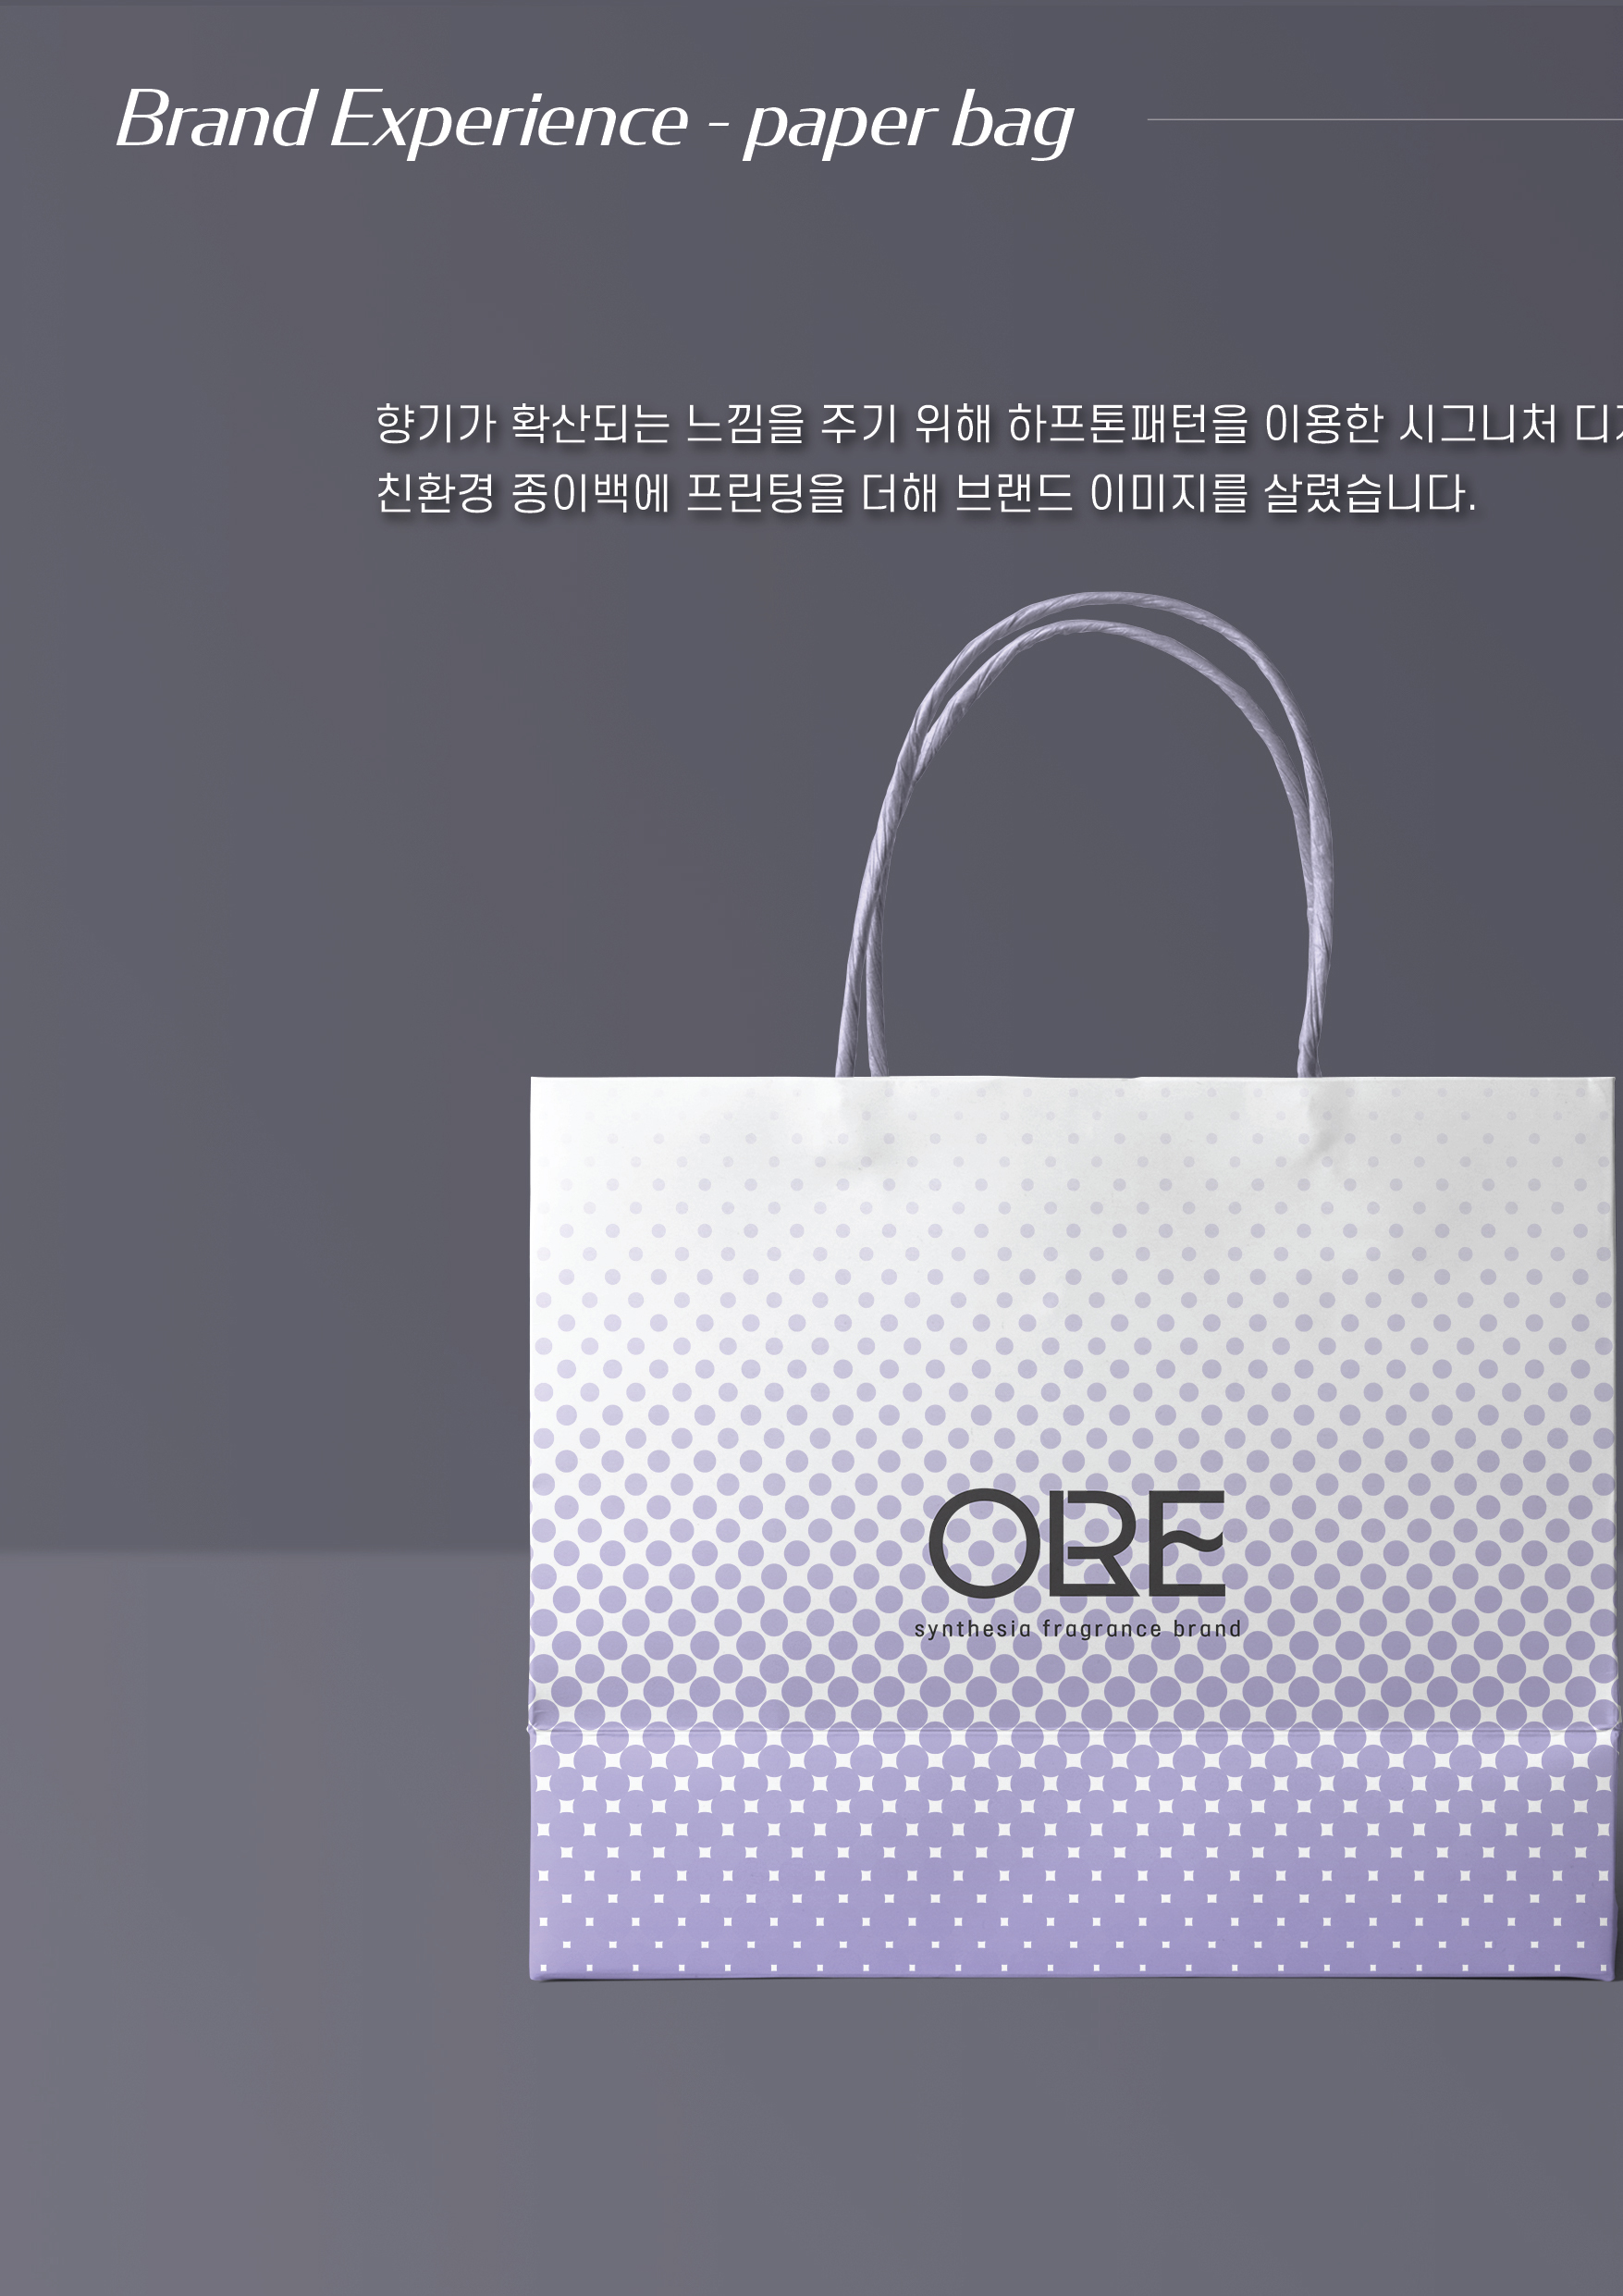 Brand Experience - paper bag
향기가 확산되는 느낌을 주기 위해 하프톤패턴을 이용한 시그니처
친환경 종이백에 프린팅을 더해 브랜드 이미지를 살렸습니다.
ORE
synthesia fragrance brand